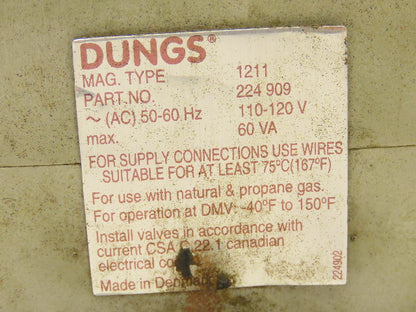 DUNGS®
MAG. TYPE 1211
PART.NO. 224 909
~ (AC) 50-60 Hz 110-120 V
max. 60 VA
FOR SUPPLY CONNECTIONS USE WIRES
SUITABLE FOR AT LEAST 75°C(167°F)
For use with natural & propane gas.
For operation at DMV: -40°F to 150°F
Install valves in accordance with
current CSA C 22.1 canadian
electrical
Made in
224902